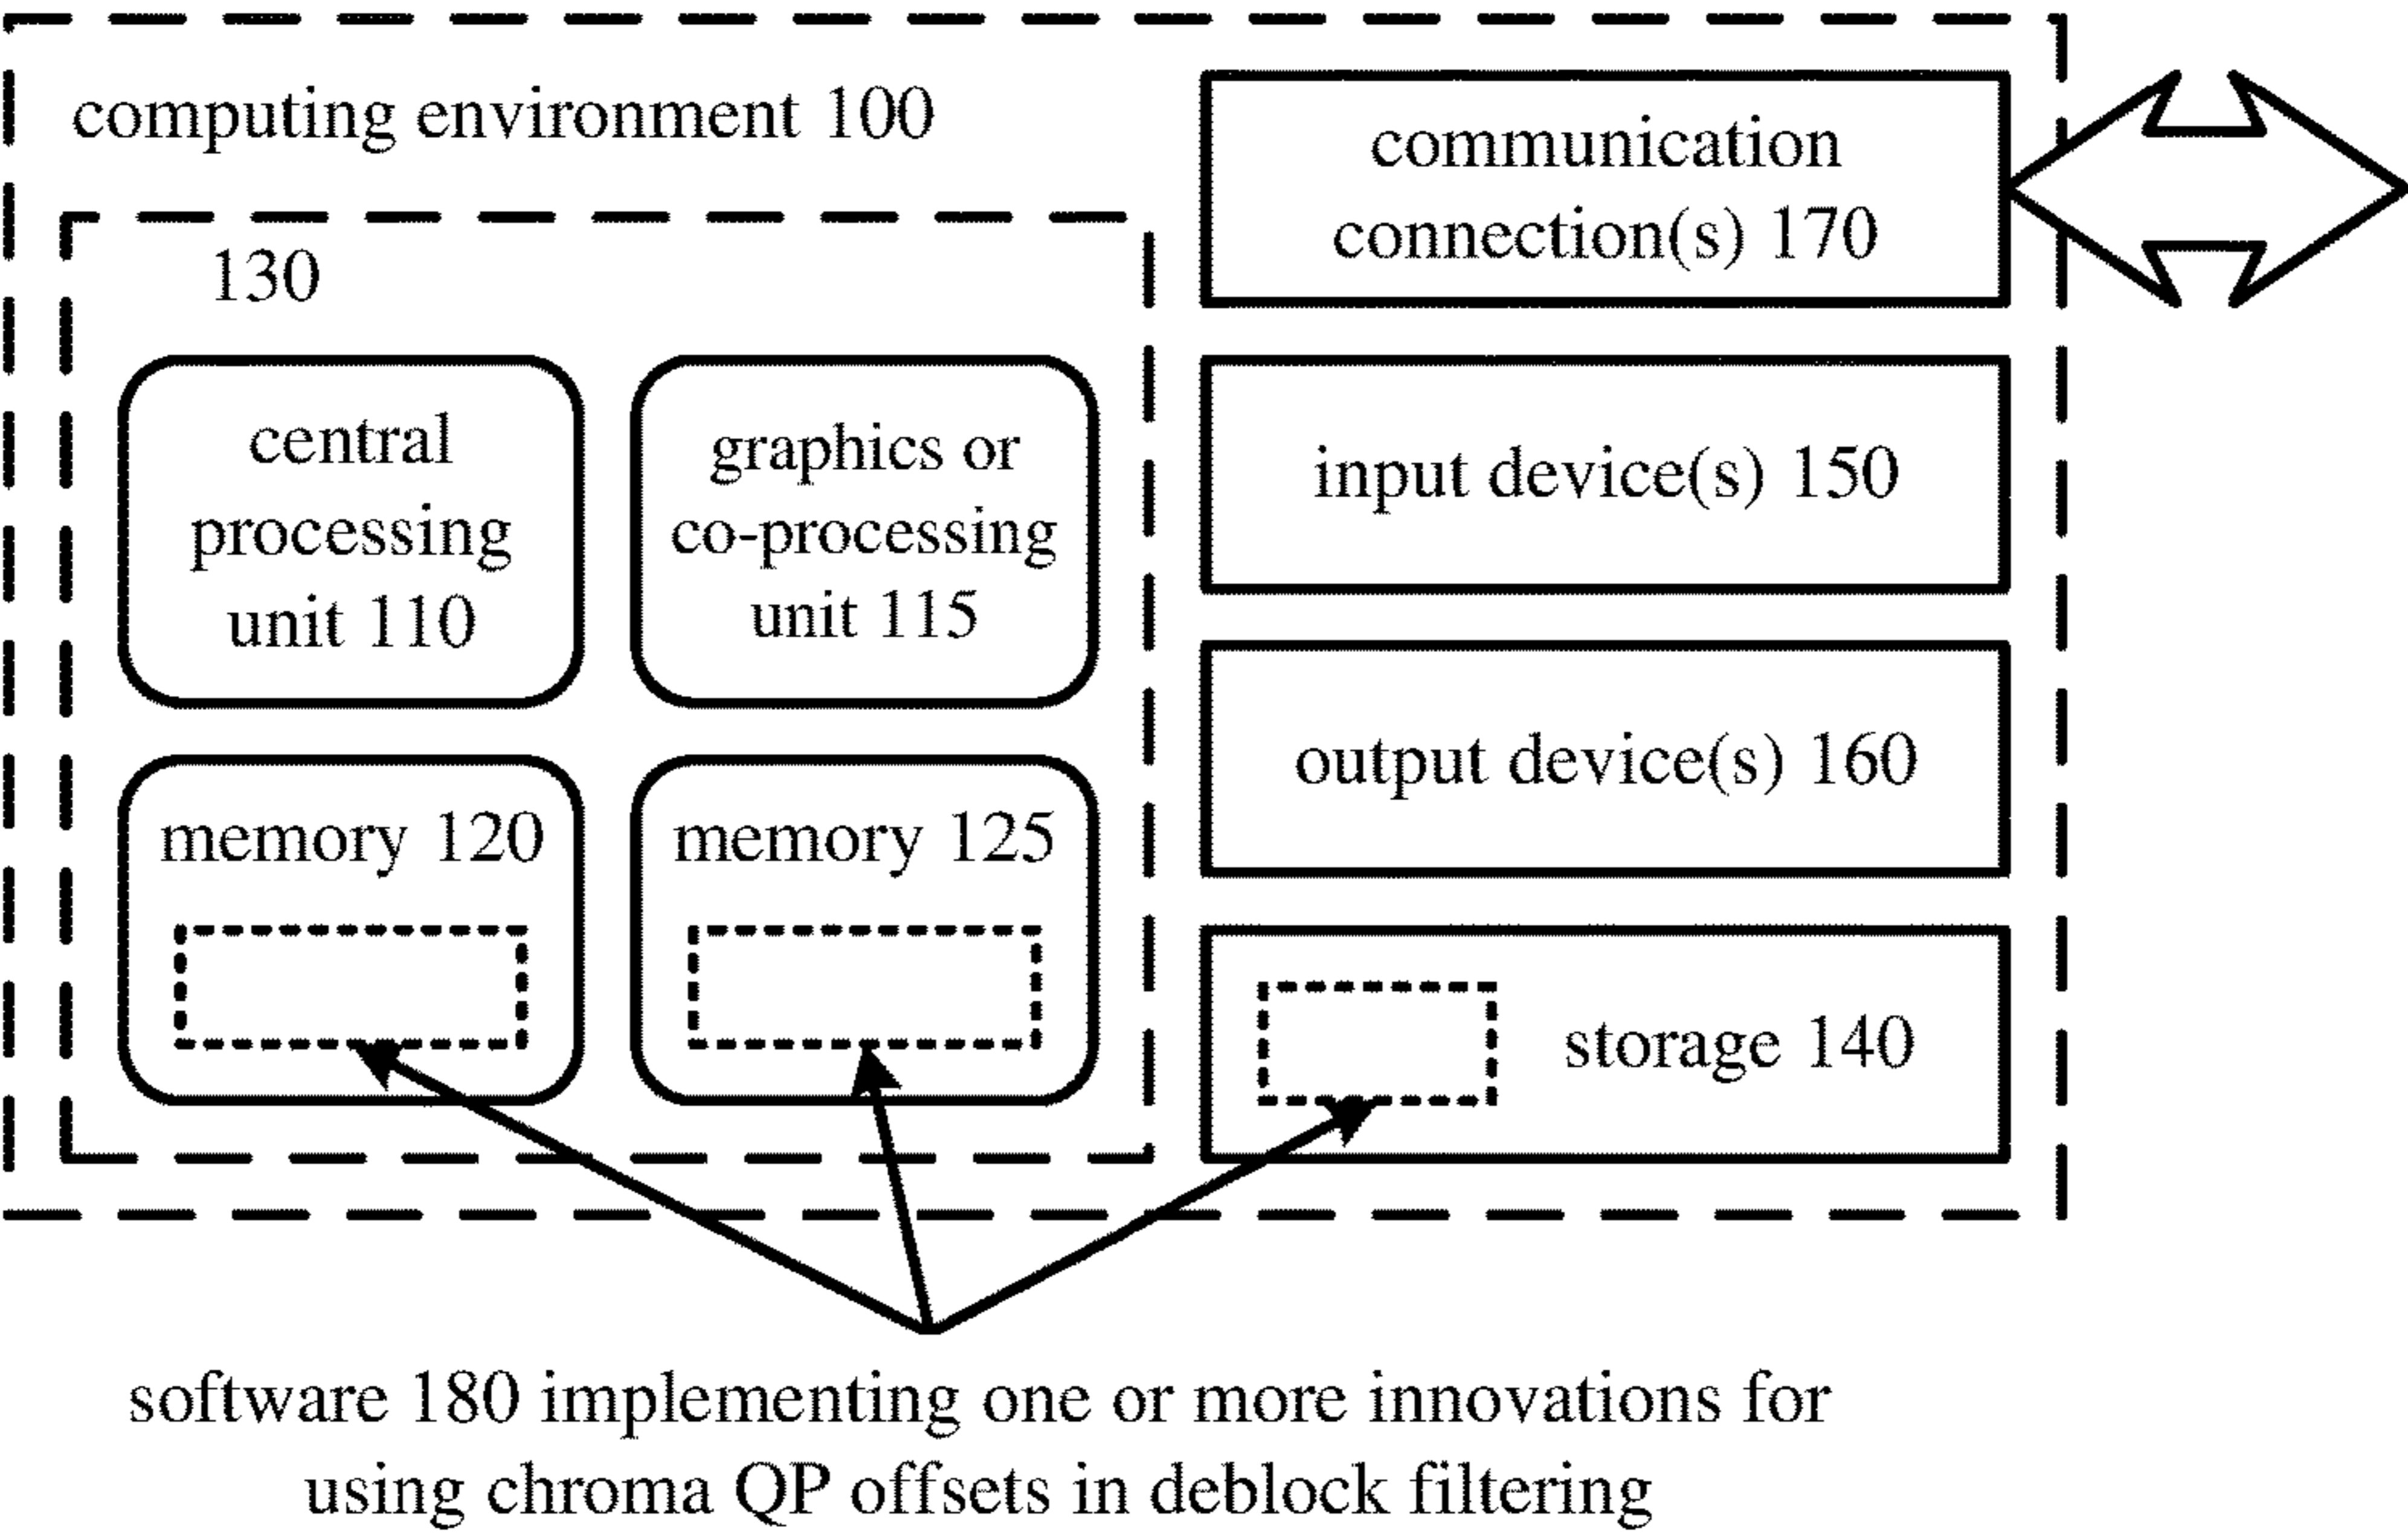 computing environment 100
130
central
processing
unit 110
graphics or
co-processing
unit 115
memory 120
memory 125
communication
connection(s) 170
input device(s) 150
output device(s) 160
storage 140
software 180 implementing one or more innovations for
using chroma QP offsets in deblock filtering